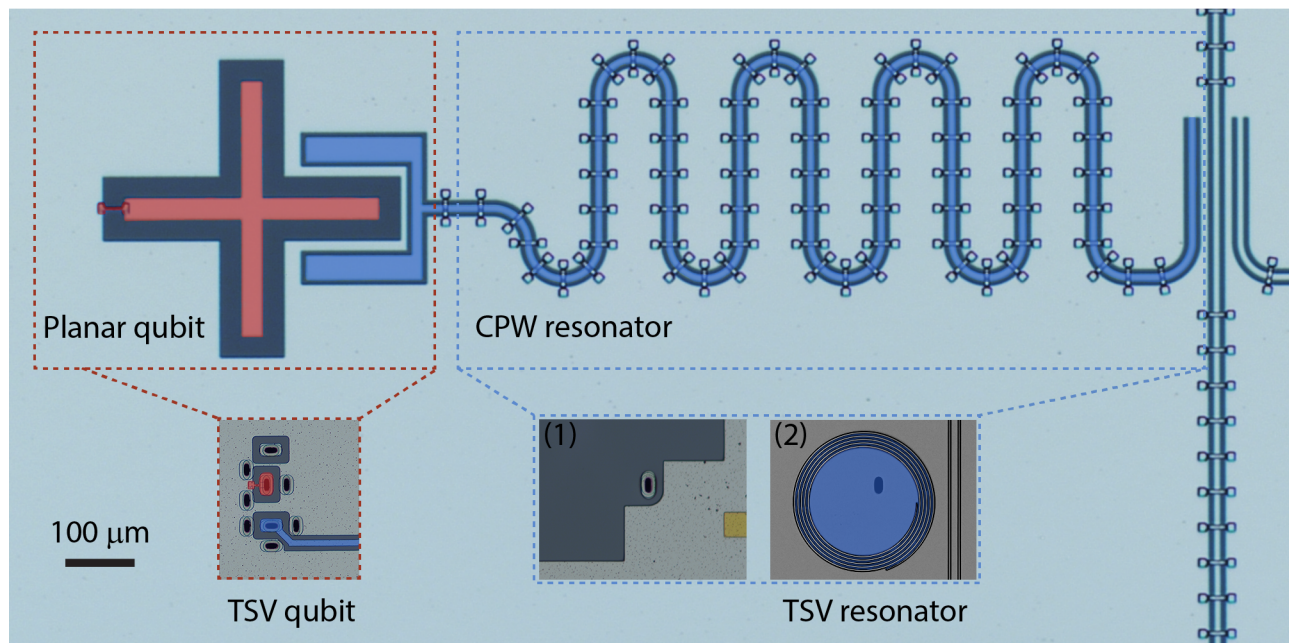 Planar qubit
CPW resonator
(1)
(2)
100 μm
TSV qubit
TSV resonator